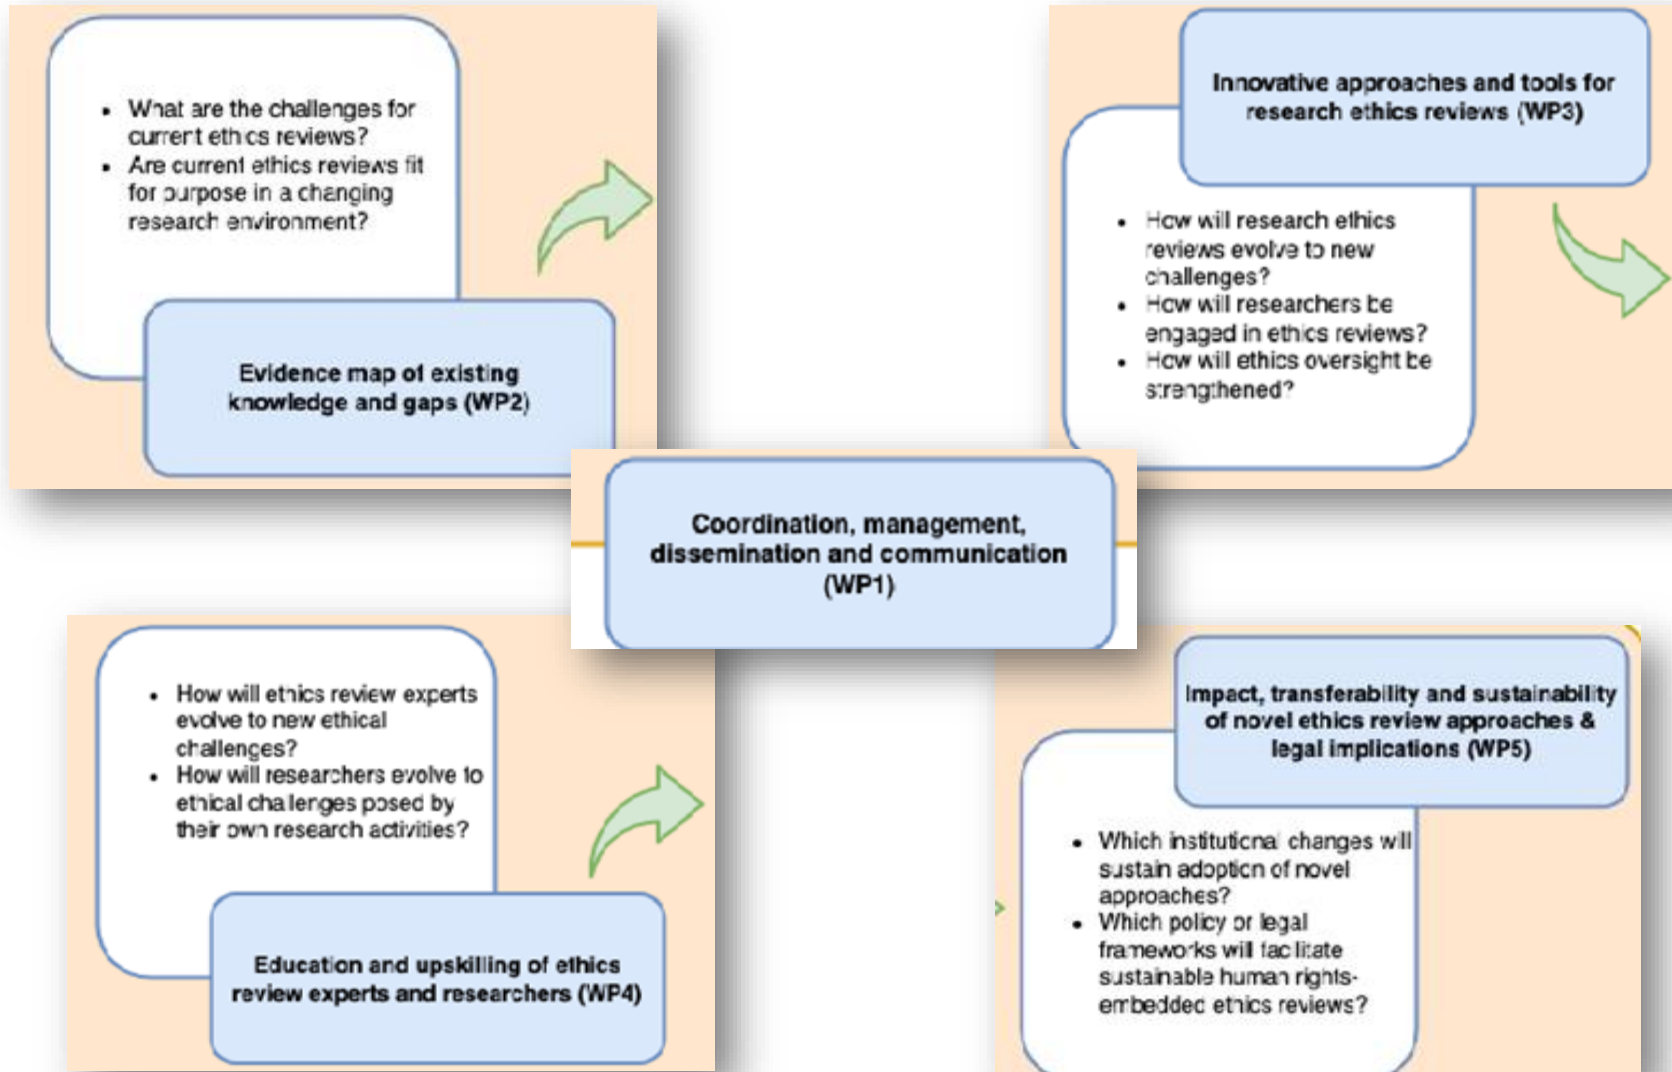 • What are the challenges for
current ethics reviews?
• Are current ethics reviews fit
for purpose in a changing
research environment?
Evidence map of existing
knowledge and gaps (WP2)
Innovative approaches and tools for
research ethics reviews (WP3)
• How will research ethics
reviews evolve to new
challenges?
• How will researchers be
engaged in ethics reviews?
• How will ethics oversight be
strengthened?
Coordination, management,
dissemination and communication
(WP1)
• How will ethics review experts
evolve to new ethical
challenges?
• How will researchers evolve to
ethical challenges posed by
their own research activities?
Education and upskilling of ethics
review experts and researchers (WP4)
Impact, transferability and sustainability
of novel ethics review approaches &
legal implications (WP5)
• Which institutional changes will
sustain adoption of novel
approaches?
• Which policy or legal
frameworks will facilitate
sustainable human rights-
embedded ethics reviews?